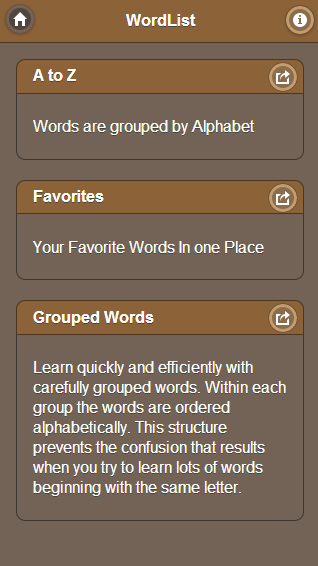 WordList
A to Z
Words are grouped by Alphabet
Favorites
Your Favorite Words In one Place
Grouped Words
Learn quickly and efficiently with
carefully grouped words. Within each
group the words are ordered
alphabetically. This structure
prevents the confusion that results
when you try to learn lots of words
beginning with the same letter.